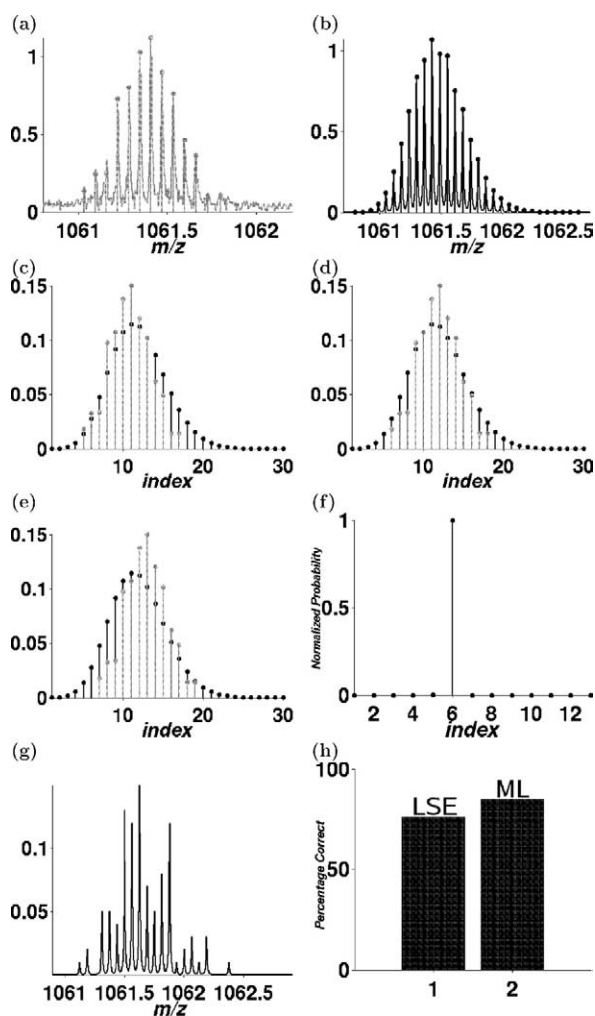 (a)
1
0.5
0
1061 1061.5 1062
m/z
(b)
1
0.5
0
1061 1061.5 1062 1062.5
m/z
(c)
0.15
0.1
0.05
0
10 20 30
index
(d)
0.15
0.1
0.05
0
10 20 30
index
(e)
0.15
0.1
0.05
0
10 20 30
index
(f)
Normalized Probability
1
0.5
0
2 4 6 8 10 12
index
(g)
0.1
0.05
1061 1061.5 1062 1062.5
m/z
(h)
Percentage Correct
100
50
0
LSE ML
1 2